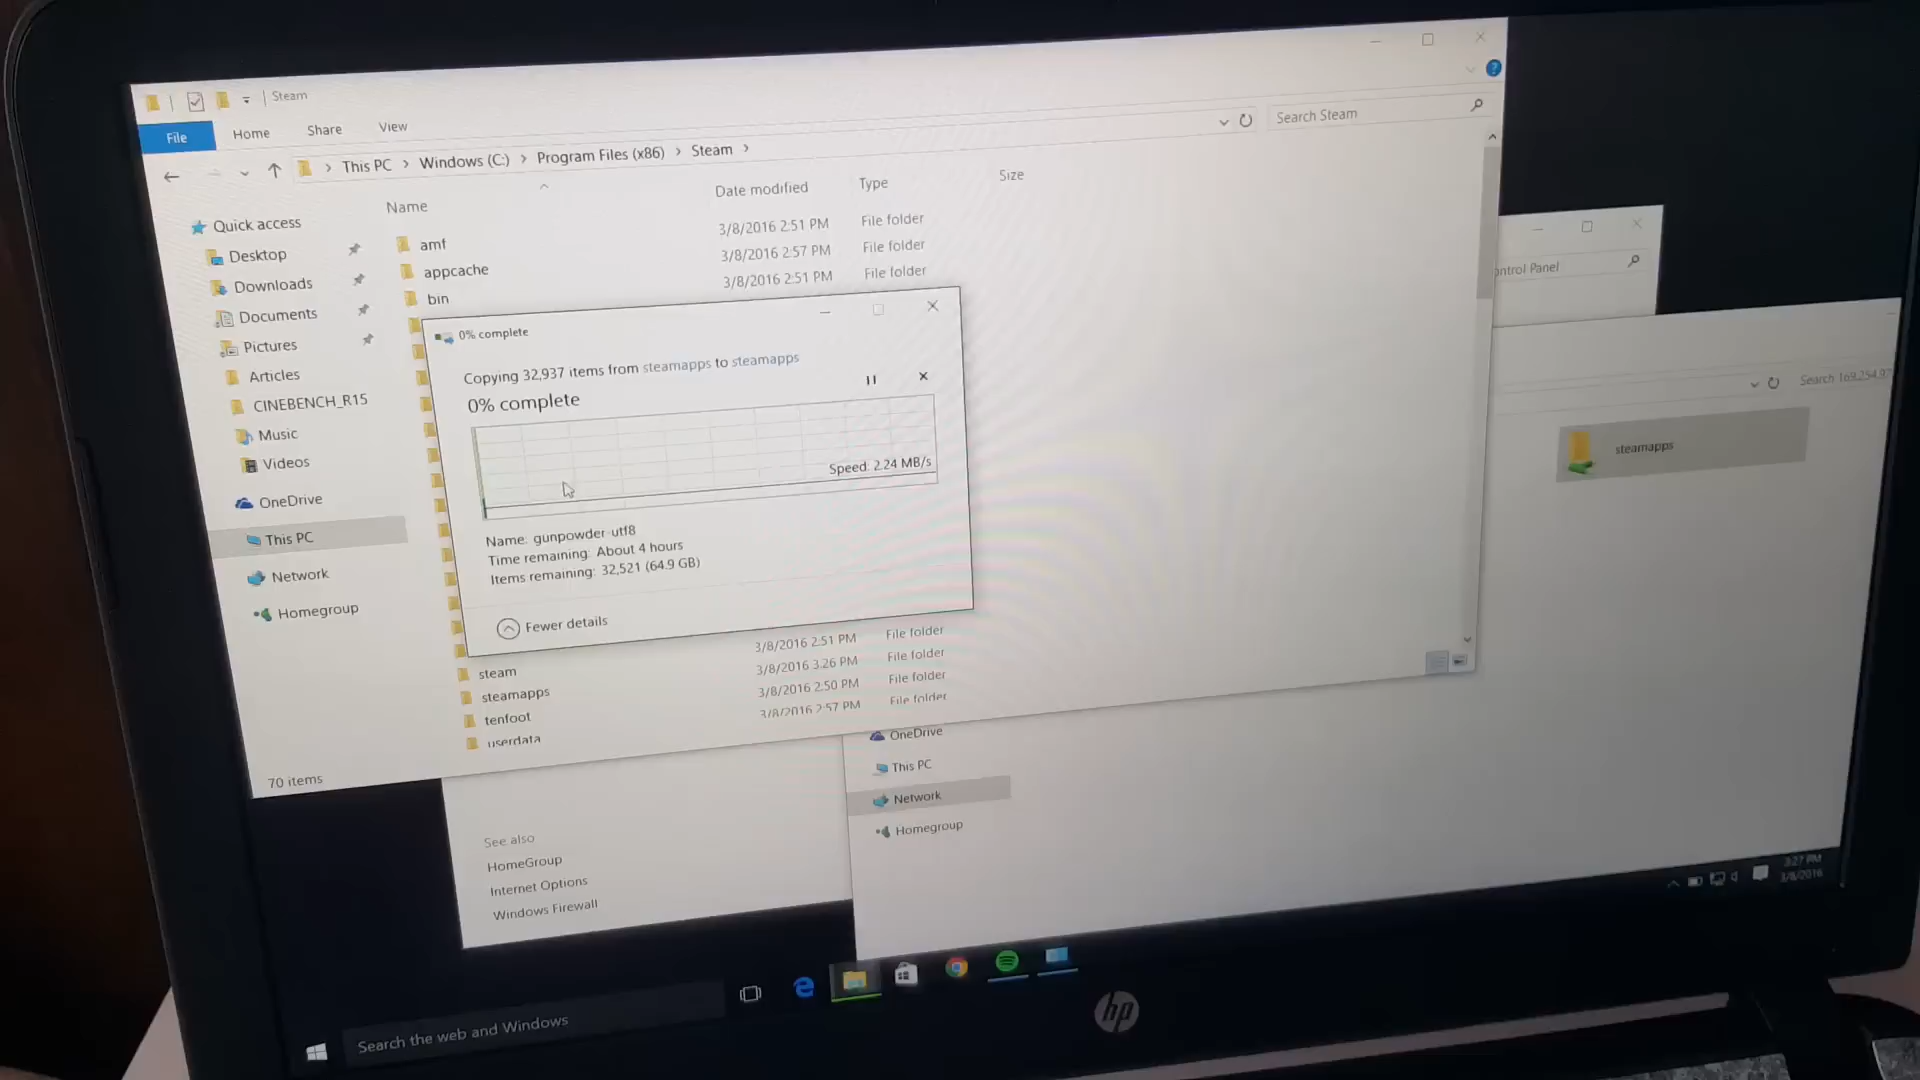 Steam
File Home Share View
This PC > Windows (C:) > Program Files (x86) > Steam >
Search Steam
Name Date modified Type Size
Quick access
Desktop
Downloads
Documents
Pictures
Articles
CINEBENCH_R15
Music
Videos
OneDrive
This PC
Network
Homegroup
amf 3/8/2016 2:51 PM File folder
appcache 3/8/2016 2:57 PM File folder
bin 3/8/2016 2:51 PM File folder
0% complete
Copying 32,937 items from steamapps to steamapps
0% complete
Speed: 2.24 MB/s
Name: gunpowder-utf8
Time remaining: About 4 hours
Items remaining: 32,521 (64.9 GB)
Fewer details
3/8/2016 2:51 PM File folder
steam 3/8/2016 3:26 PM File folder
steamapps 3/8/2016 2:50 PM File folder
tenfoot 3/8/2016 2:57 PM File folder
userdata
70 items
ntrol Panel
Search 169.254.97
steamapps
OneDrive
This PC
Network
Homegroup
See also
HomeGroup
Internet Options
Windows Firewall
3:27 PM
3/8/2016
Search the web and Windows
hp